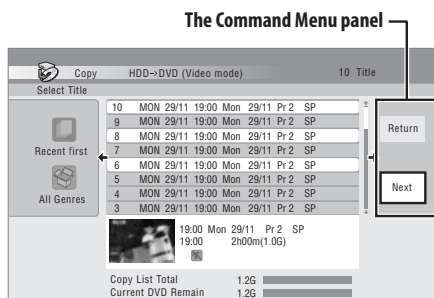 The Command Menu panel
Copy HDD->DVD (Video mode) 10 Title
Select Title
Recent first
All Genres
10 MON 29/11 19:00 Mon 29/11 Pr 2 SP
9 MON 29/11 19:00 Mon 29/11 Pr 2 SP
8 MON 29/11 19:00 Mon 29/11 Pr 2 SP
7 MON 29/11 19:00 Mon 29/11 Pr 2 SP
6 MON 29/11 19:00 Mon 29/11 Pr 2 SP
5 MON 29/11 19:00 Mon 29/11 Pr 2 SP
4 MON 29/11 19:00 Mon 29/11 Pr 2 SP
3 MON 29/11 19:00 Mon 29/11 Pr 2 SP
Return
Next
19:00 Mon 29/11 Pr 2 SP
19:00 2h00m(1.0G)
Copy List Total 1.2G
Current DVD Remain 1.2G